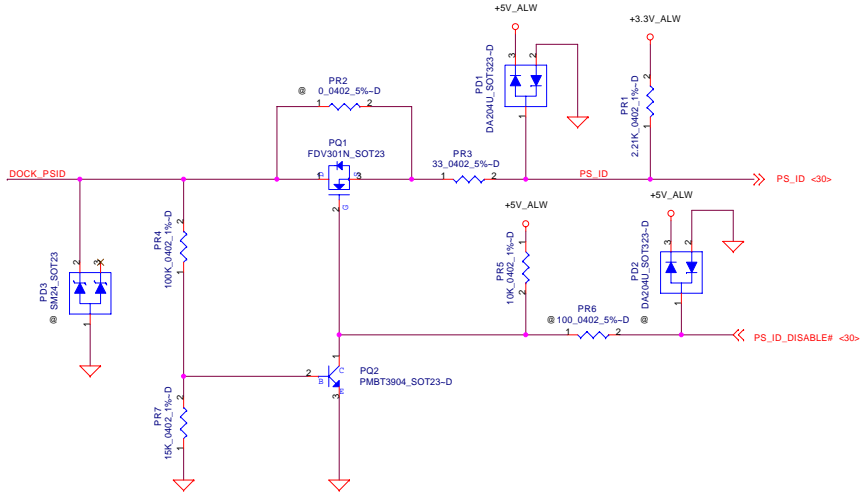 +5V_ALW
+3.3V_ALW
PR2
0_0402_5%~D
@
1
2
3
2
PD1
DA204U_SOT323~D
1
2
PR1
2.21K_0402_1%~D
1
PQ1
FDV301N_SOT23
DOCK_PSID
D
S
1
3
G
2
PR3
33_0402_5%~D
1
2
PS_ID
PS_ID <30>
+5V_ALW
+5V_ALW
2
PR4
100K_0402_1%~D
1
1
PR5
10K_0402_1%~D
2
3
2
PD2
DA204U_SOT323~D
@
1
2
3
PD3
SM24_SOT23
@
1
PR6
@ 100_0402_5%~D
1
2
PS_ID_DISABLE# <30>
1
C
2
B
E
3
PQ2
PMBT3904_SOT23~D
2
PR7
15K_0402_1%~D
1